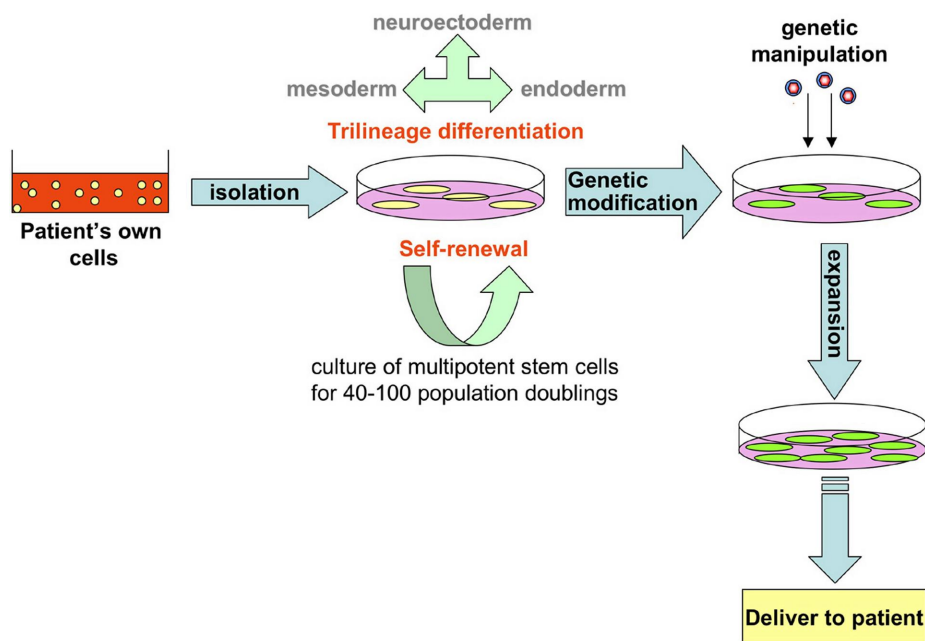 neuroectoderm
mesoderm
endoderm
Trilineage differentiation
genetic
manipulation
isolation
Genetic
modification
Patient's own
cells
Self-renewal
expansion
culture of multipotent stem cells
for 40-100 population doublings
Deliver to patient